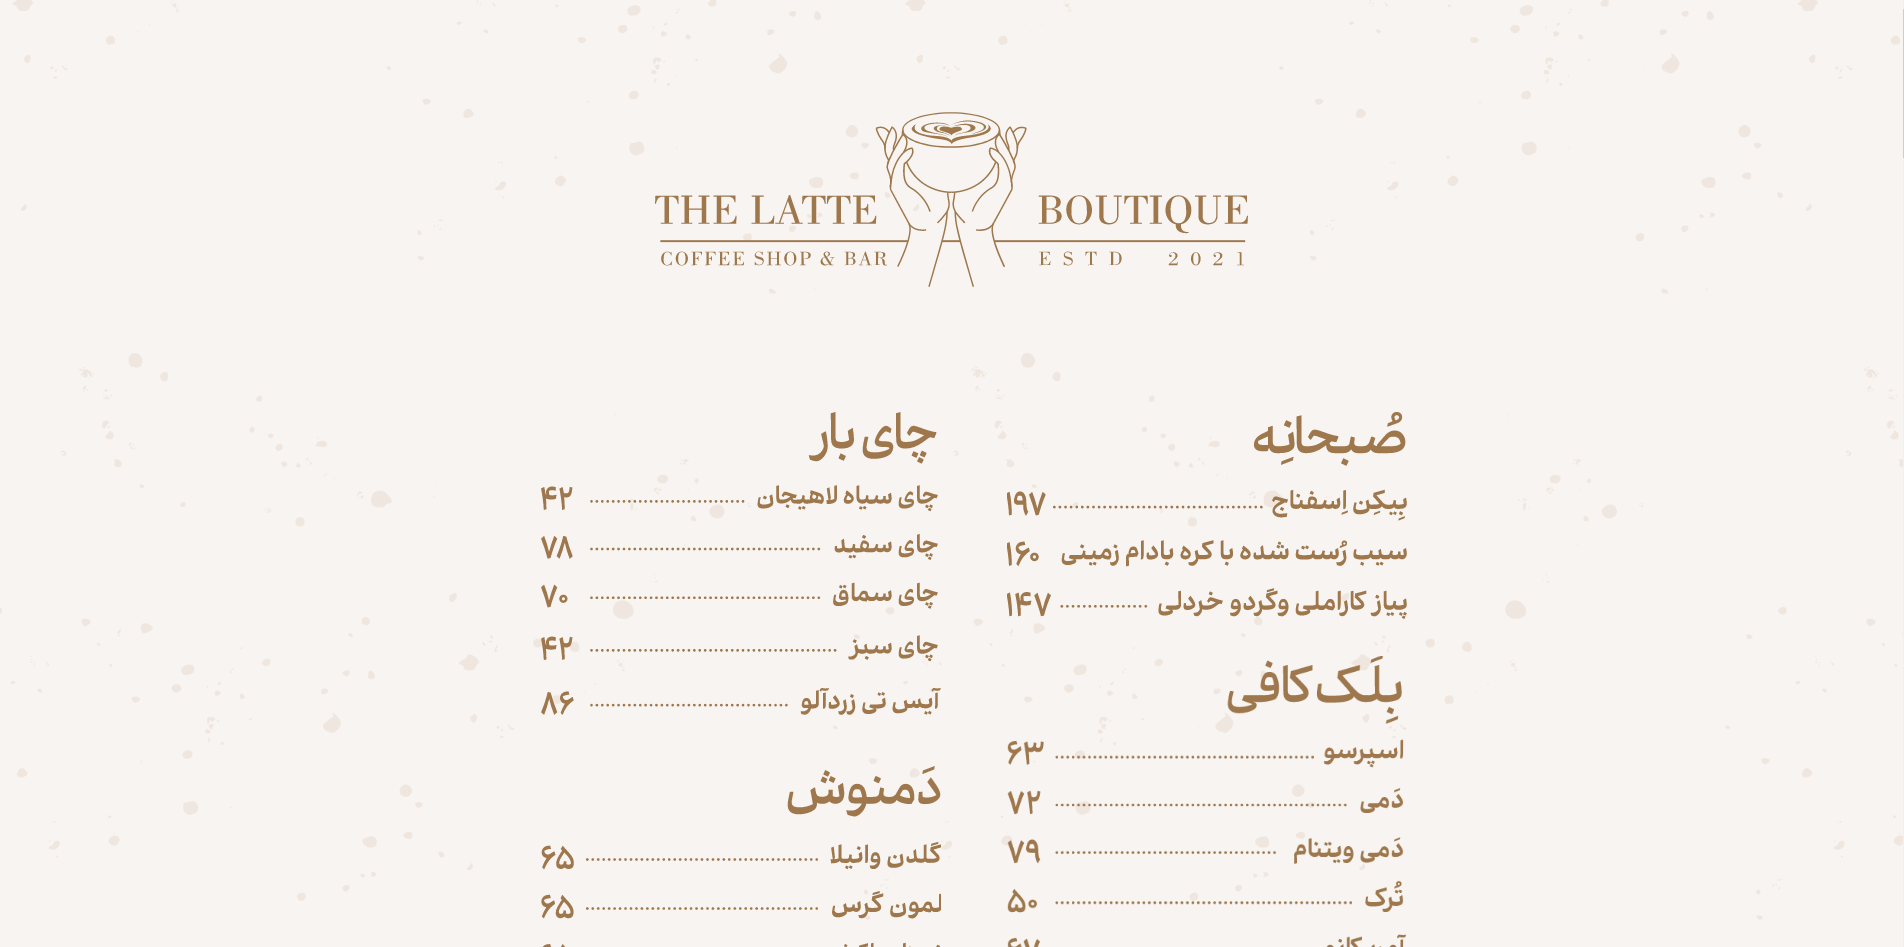 THE LATTE BOUTIQUE
COFFEE SHOP & BAR ESTD 2021
صُبحانِه
بِیکِن اِسفناج ۱۹۷
سیب رُست شده با کره بادام زمینی ۱۶۰
پیاز کاراملی وگردو خردلی ۱۴۷
بِلَک کافی
اسپرسو ۶۳
دَمی ۷۲
دَمی ویتنام ۷۹
تُرک ۵۰
چای بار
چای سیاه لاهیجان ۴۲
چای سفید ۷۸
چای سماق ۷۰
چای سبز ۴۲
آیس تی زردآلو ۸۶
دَمنوش
گلدن وانیلا ۶۵
لمون گرس ۶۵